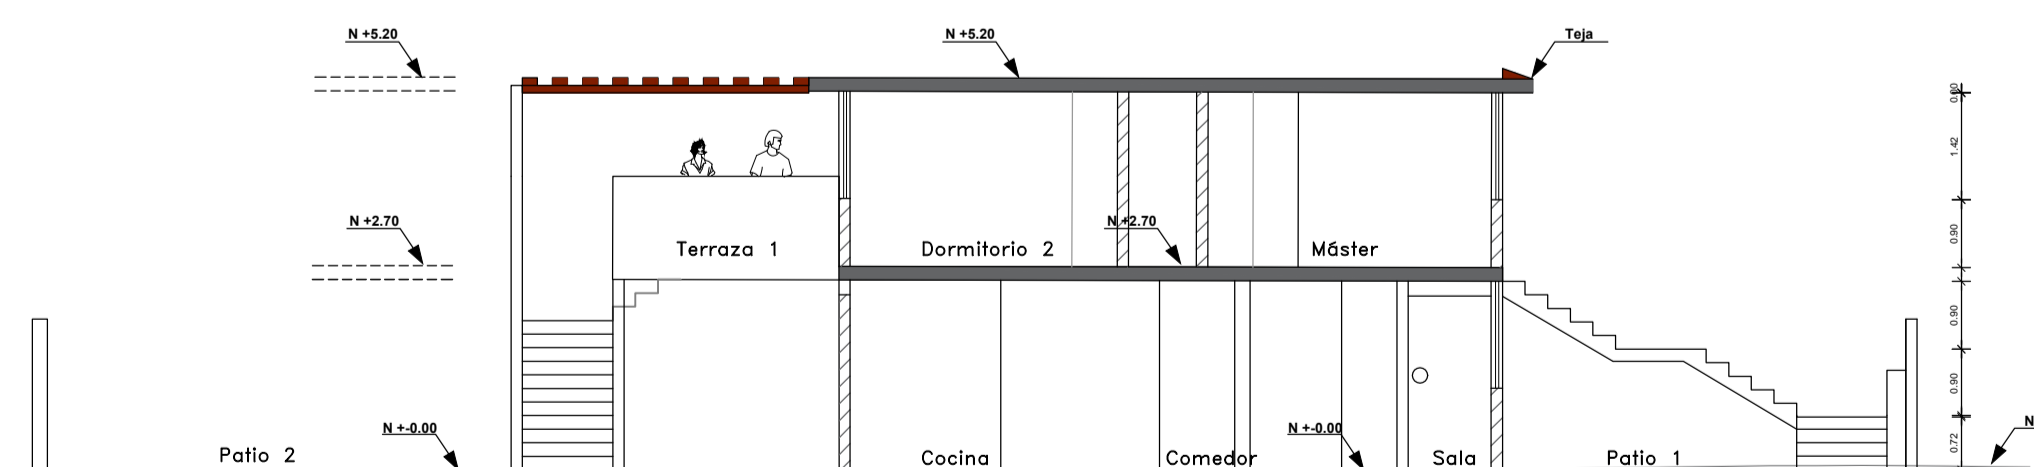 N +5.20
N +5.20
Teja
0.00
1.42
N +2.70
N +2.70
0.90
Terraza 1
Dormitorio 2
Máster
0.90
0.90
N +-0.00
N +-0.00
N
0.72
Patio 2
Cocina
Comedor
Sala
Patio 1